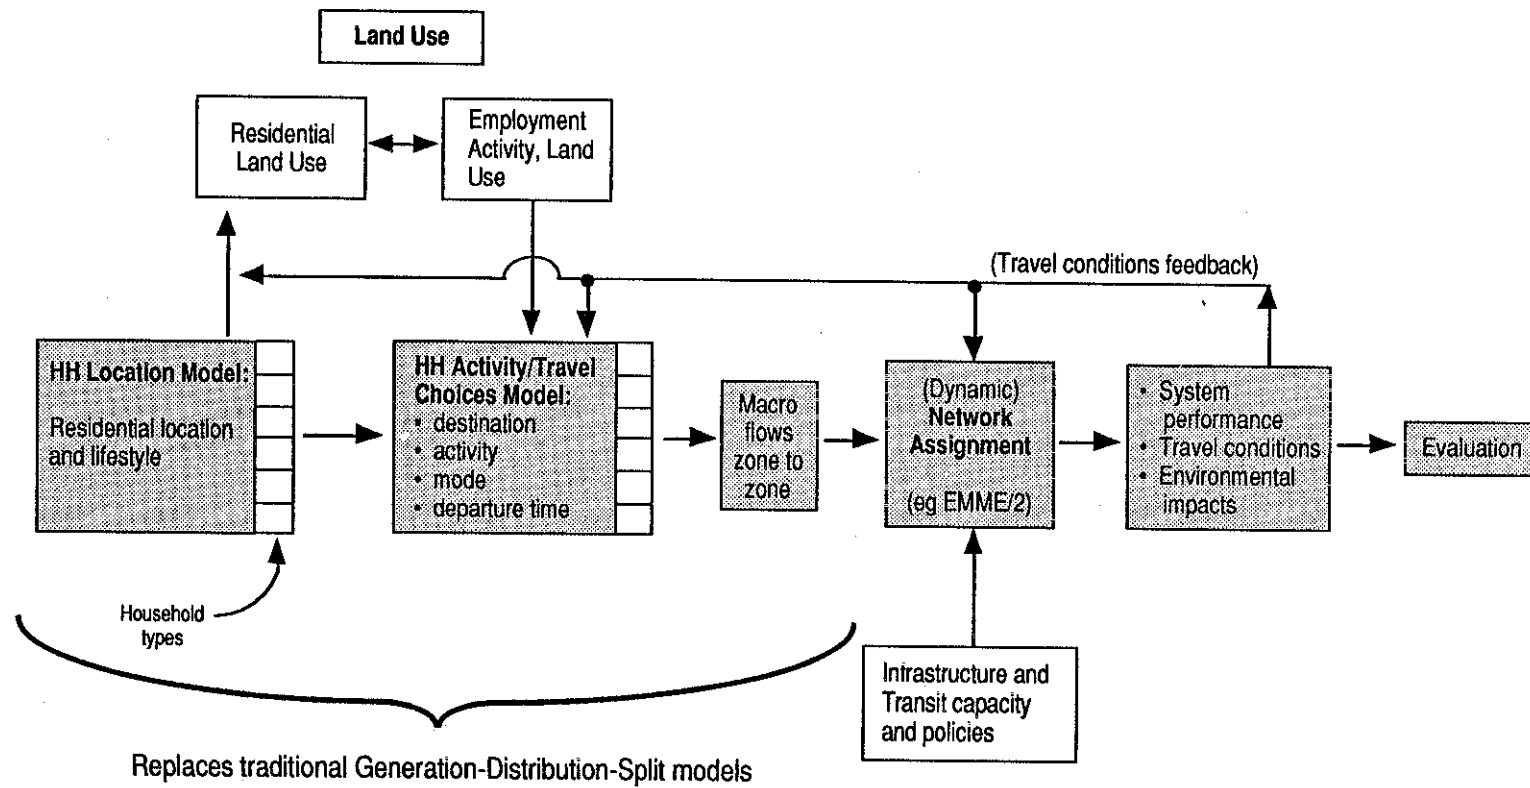 Land Use
Residential
Land Use
Employment
Activity, Land
Use
(Travel conditions feedback)
HH Location Model:
Residential location
and lifestyle
HH Activity/Travel
Choices Model:
• destination
• activity
• mode
• departure time
Macro
flows
zone to
zone
(Dynamic)
Network
Assignment
(eg EMME/2)
• System
performance
• Travel conditions
• Environmental
impacts
Evaluation
Household
types
Infrastructure and
Transit capacity
and policies
Replaces traditional Generation-Distribution-Split models